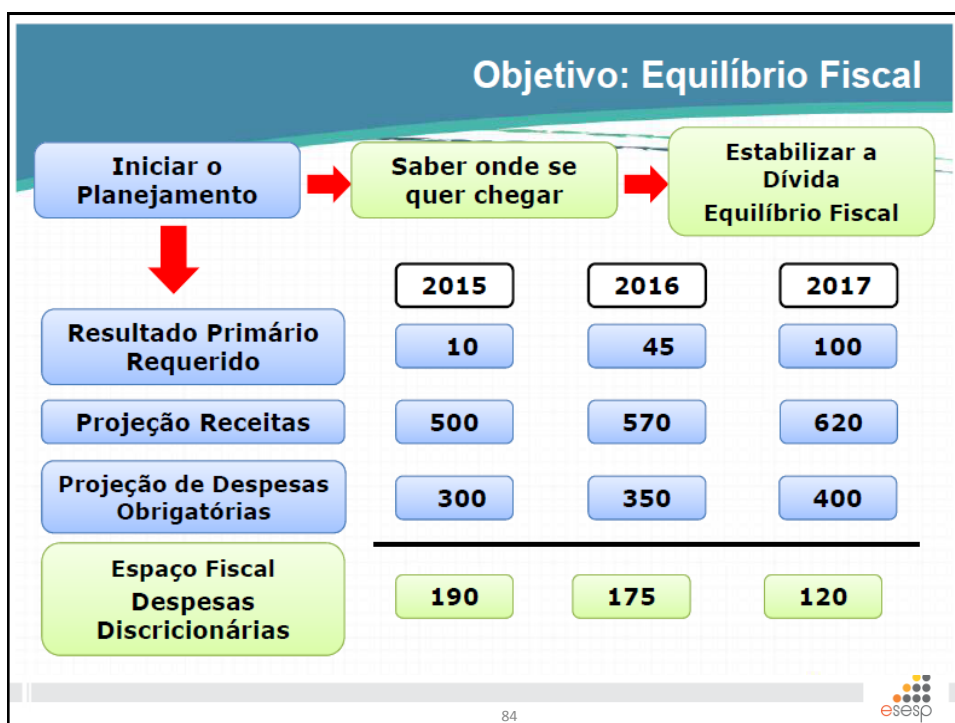 Objetivo: Equilíbrio Fiscal
Iniciar o
Planejamento
Saber onde se
quer chegar
Estabilizar a
Dívida
Equilíbrio Fiscal
2015
2016
2017
Resultado Primário
Requerido
10
45
100
Projeção Receitas
500
570
620
Projeção de Despesas
Obrigatórias
300
350
400
Espaço Fiscal
Despesas
Discricionárias
190
175
120
84
esesp